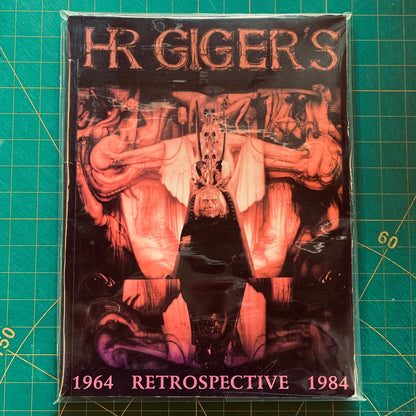 HR GIGER'S
60
50
1964 RETROSPECTIVE 1984